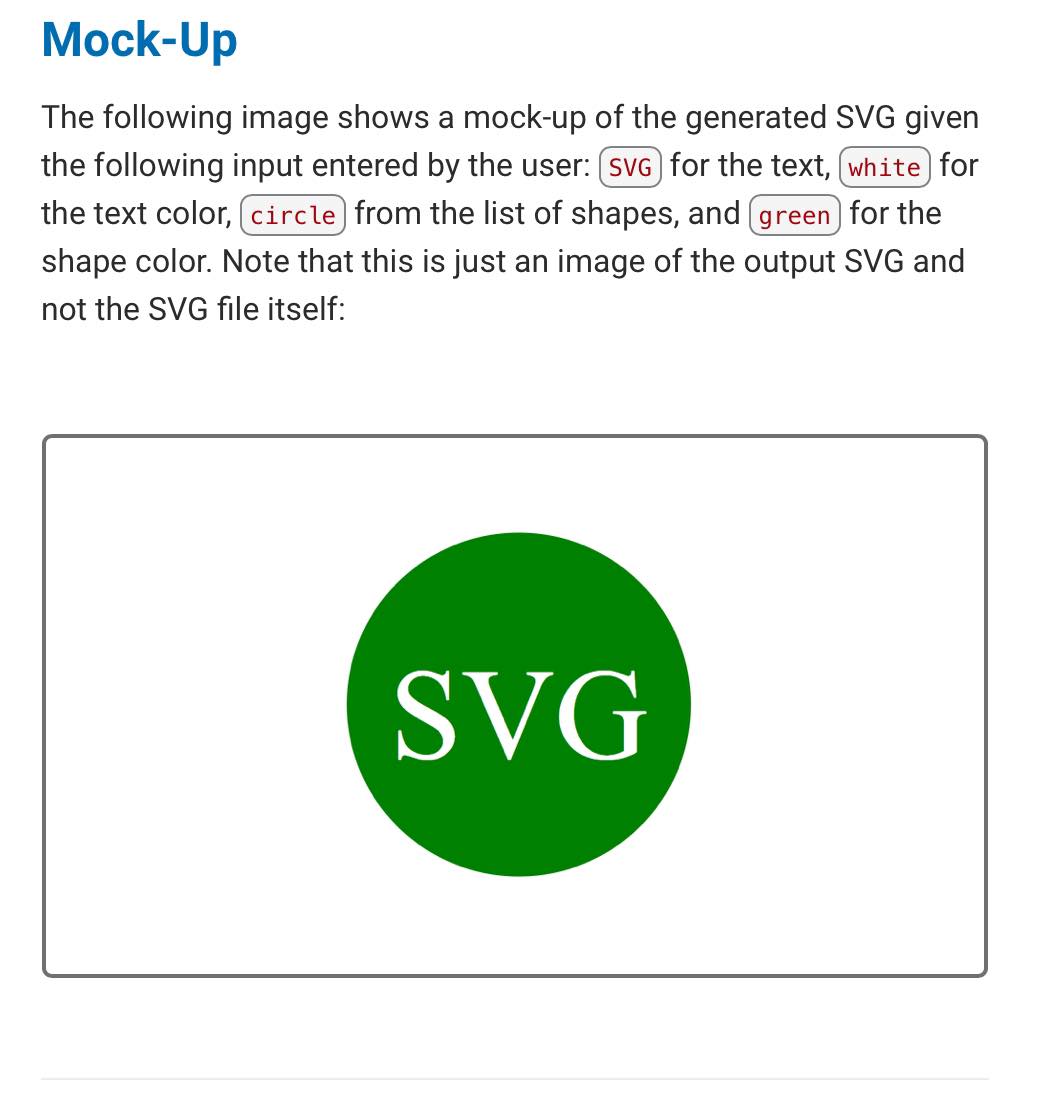 Mock-Up
The following image shows a mock-up of the generated SVG given
the following input entered by the user: SVG for the text, white for
the text color, circle from the list of shapes, and green for the
shape color. Note that this is just an image of the output SVG and
not the SVG file itself:
SVG